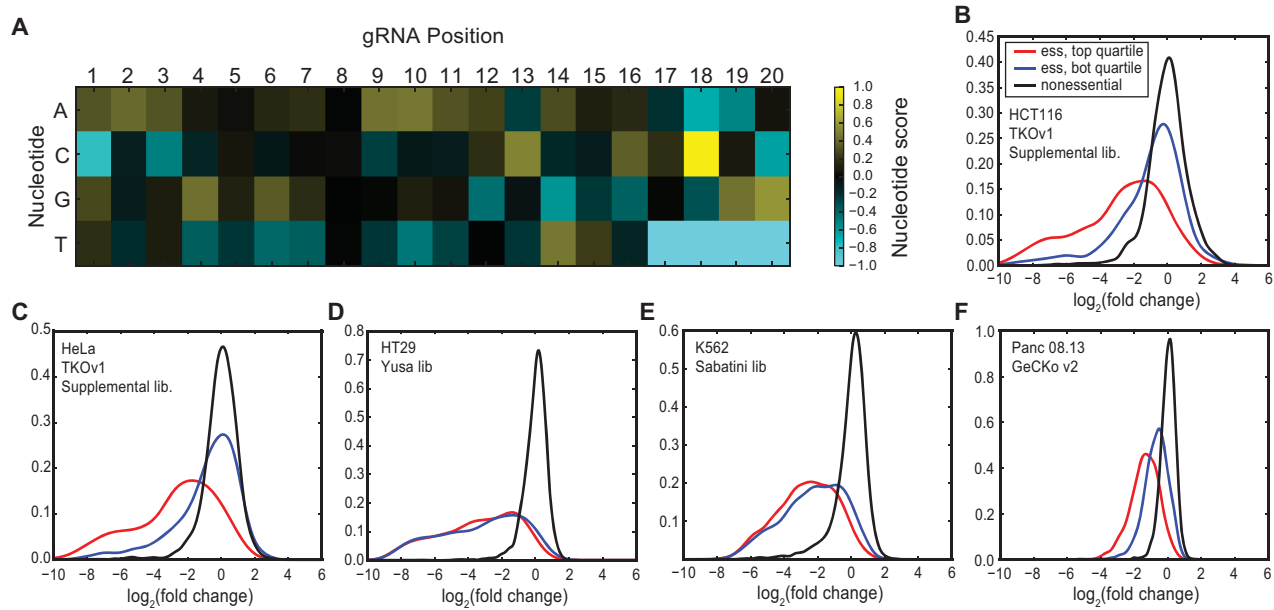 A
gRNA Position
1 2 3 4 5 6 7 8 9 10 11 12 13 14 15 16 17 18 19 20
Nucleotide
A
C
G
T
1.0
0.8
0.6
0.4
0.2
0.0
−0.2
−0.4
−0.6
−0.8
−1.0
Nucleotide score
B
0.45
0.40
0.35
0.30
0.25
0.20
0.15
0.10
0.05
0.00
ess, top quartile
ess, bot quartile
nonessential
HCT116
TKOv1
Supplemental lib.
−10 −8 −6 −4 −2 0 2 4 6
log2(fold change)
C
0.5
0.4
0.3
0.2
0.1
0.0
HeLa
TKOv1
Supplemental lib.
−10 −8 −6 −4 −2 0 2 4 6
log2(fold change)
D
0.8
0.7
0.6
0.5
0.4
0.3
0.2
0.1
0.0
HT29
Yusa lib
−10 −8 −6 −4 −2 0 2 4 6
log2(fold change)
E
0.6
0.5
0.4
0.3
0.2
0.1
K562
Sabatini lib
−10 −8 −6 −4 −2 0 2 4 6
log2(fold change)
F
1.0
0.8
0.6
0.4
0.2
0.0
Panc 08.13
GeCKo v2
−10 −8 −6 −4 −2 0 2 4 6
log2(fold change)